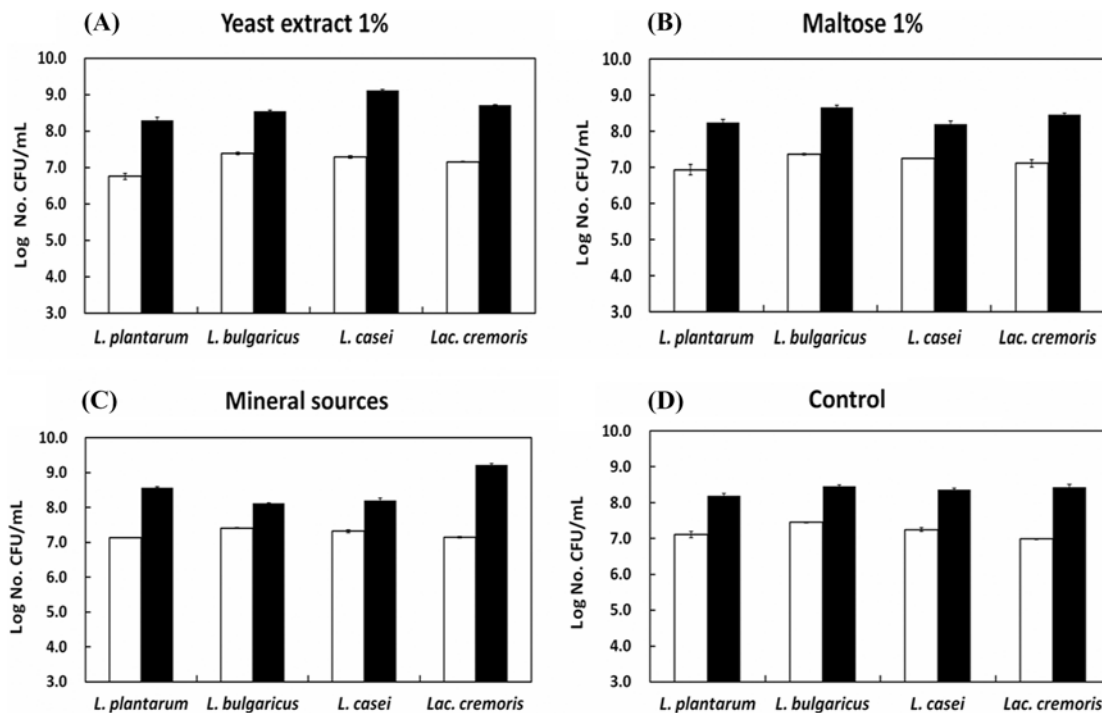 (A) Yeast extract 1%
Log No. CFU/mL
10.0
9.0
8.0
7.0
6.0
5.0
4.0
3.0
L. plantarum L. bulgaricus L. casei Lac. cremoris
(B) Maltose 1%
Log No. CFU/mL
10.0
9.0
8.0
7.0
6.0
5.0
4.0
3.0
L. plantarum L. bulgaricus L. casei Lac. cremoris
(C) Mineral sources
Log No. CFU/mL
10.0
9.0
8.0
7.0
6.0
5.0
4.0
3.0
L. plantarum L. bulgaricus L. casei Lac. cremoris
(D) Control
Log No. CFU/mL
10.0
9.0
8.0
7.0
6.0
5.0
4.0
3.0
L. plantarum L. bulgaricus L. casei Lac. cremoris